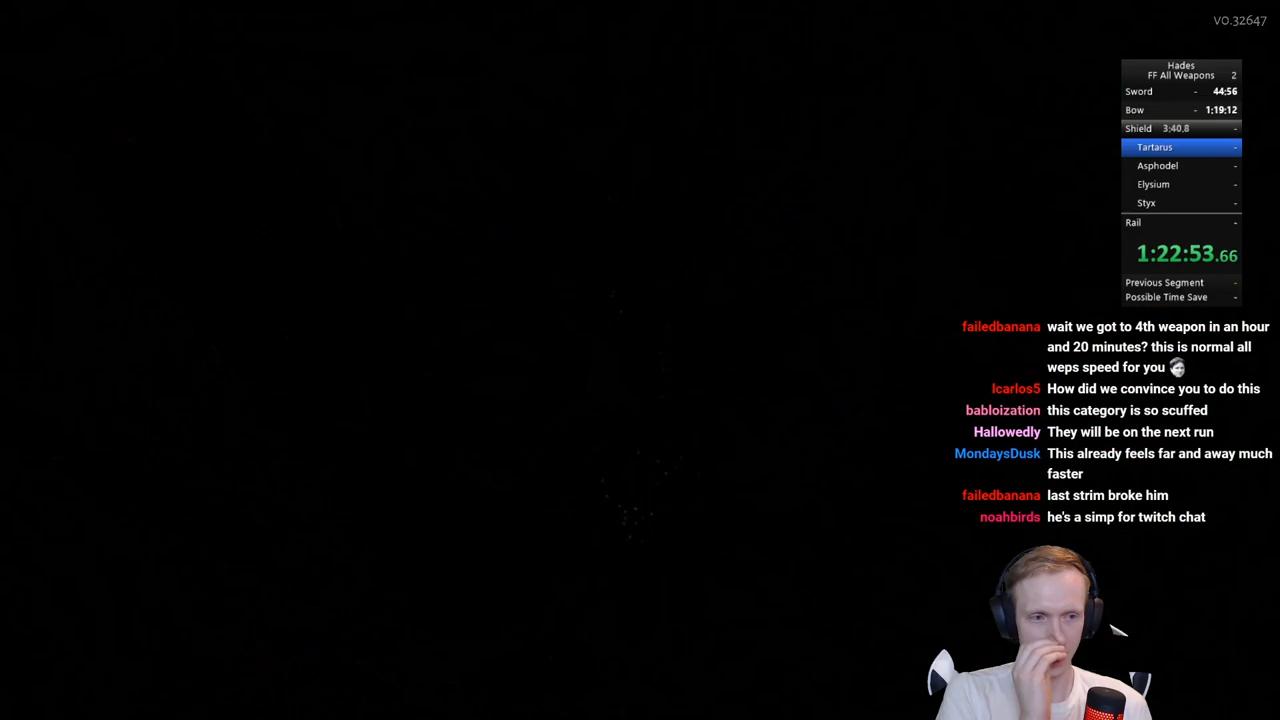 V0.32647
Hades
FF All Weapons 2
Sword - 44:56
Bow - 1:19:12
Shield 3:40.8 -
Tartarus -
Asphodel -
Elysium -
Styx -
Rail -
1:22:53.66
Previous Segment -
Possible Time Save -
failedbanana wait we got to 4th weapon in an hour
and 20 minutes? this is normal all
weps speed for you
Icarlos5 How did we convince you to do this
babloization this category is so scuffed
Hallowedly They will be on the next run
MondaysDusk This already feels far and away much
faster
failedbanana last strim broke him
noahbirds he's a simp for twitch chat